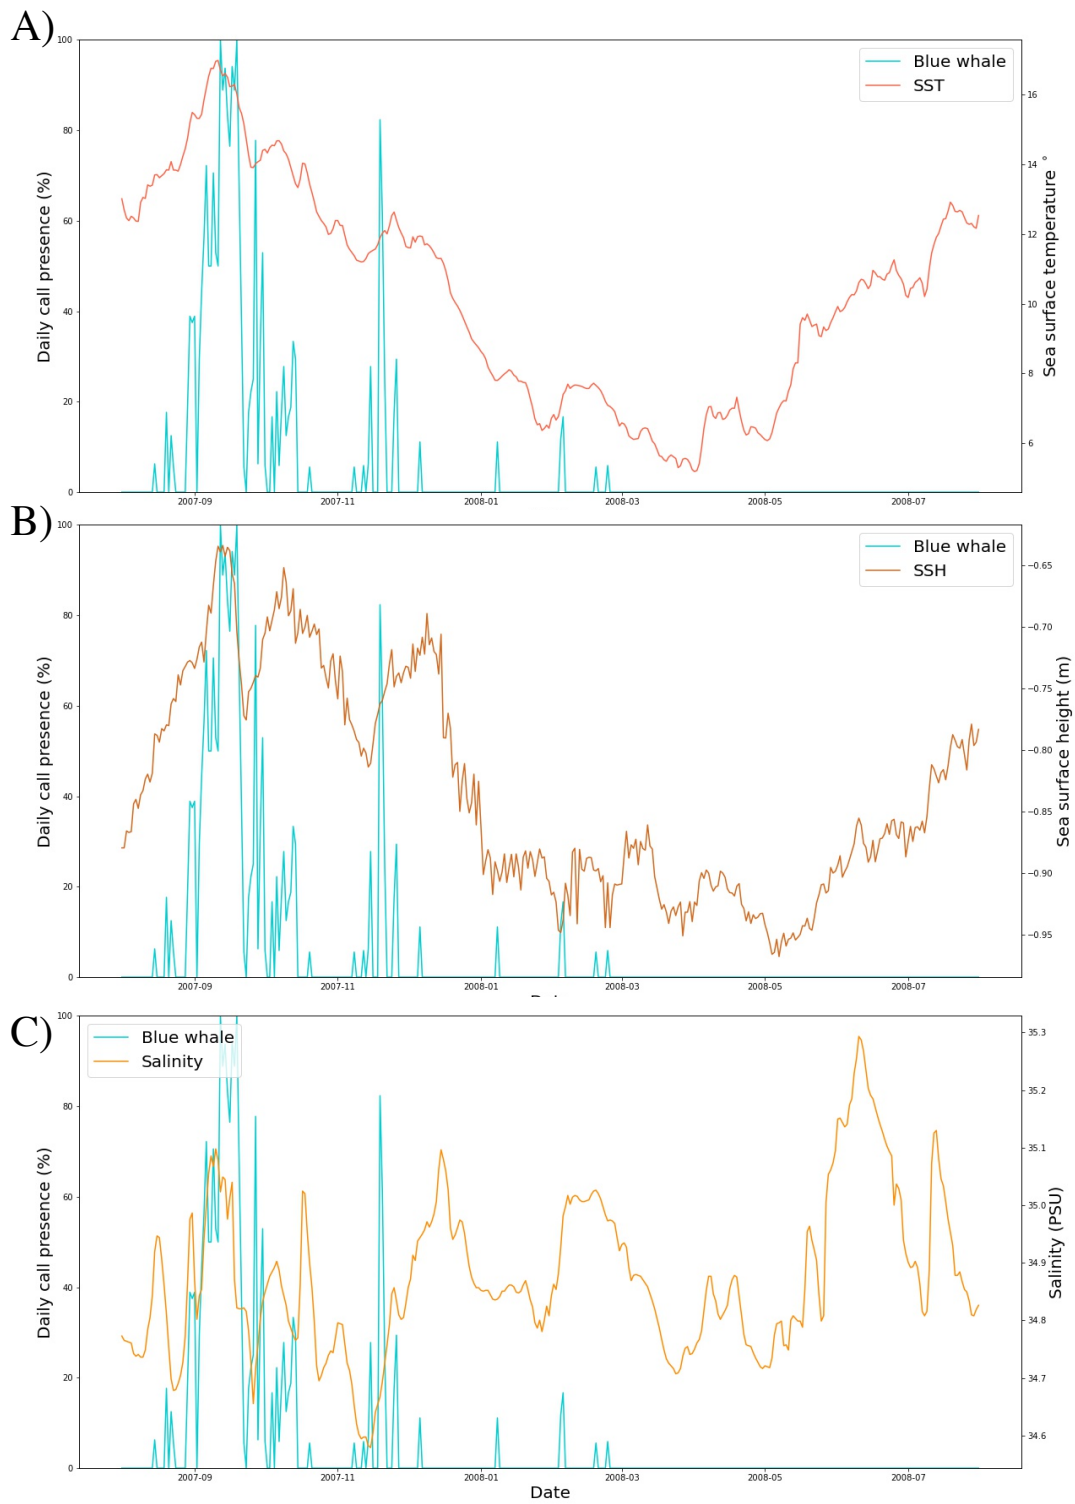 A)
100
80
60
40
20
0
Daily call presence (%)
Blue whale
SST
16
14
12
10
8
6
Sea surface temperature °
2007-09 2007-11 2008-01 2008-03 2008-05 2008-07
B)
100
80
60
40
20
0
Daily call presence (%)
Blue whale
SSH
−0.65
−0.70
−0.75
−0.80
−0.85
−0.90
−0.95
Sea surface height (m)
2007-09 2007-11 2008-01 2008-03 2008-05 2008-07
C)
100
80
60
40
20
0
Daily call presence (%)
Blue whale
Salinity
35.3
35.2
35.1
35.0
34.9
34.8
34.7
34.6
Salinity (PSU)
2007-09 2007-11 2008-01 2008-03 2008-05 2008-07
Date